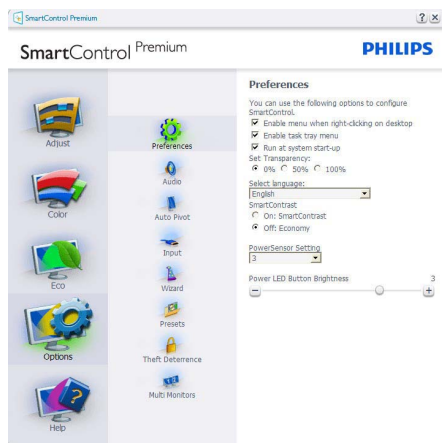 SmartControl Premium
? x
SmartControl Premium
PHILIPS
Adjust
Color
Eco
Options
Help
Preferences
Audio
Auto Pivot
Input
Wizard
Presets
Theft Deterrence
Multi Monitors
Preferences
You can use the following options to configure
SmartControl.
Enable menu when right-clicking on desktop
Enable task tray menu
Run at system start-up
Set Transparency:
0% 50% 100%
Select language:
English
SmartContrast
On: SmartContrast
Off: Economy
PowerSensor Setting
3
Power LED Button Brightness 3
− +